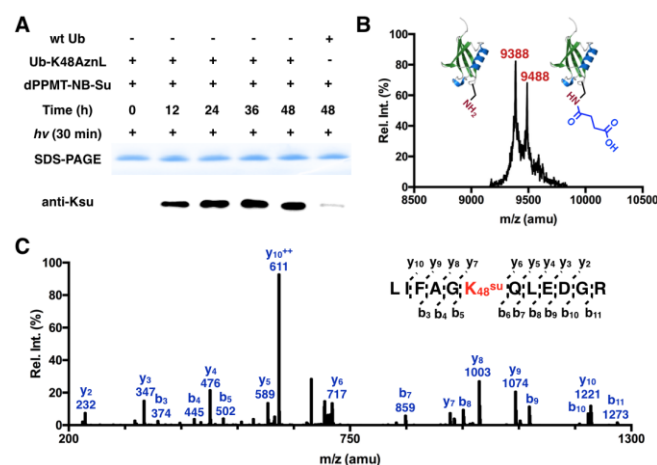 A
wt Ub - - - - - +
Ub-K48AznL + + + + + -
dPPMT-NB-Su + + + + + +
Time (h) 0 12 24 36 48 48
hv (30 min) + + + + + +
SDS-PAGE
anti-Ksu
B
Rel. Int. (%)
100
80
60
40
20
0
9388
9488
NH2
HN
O
O
OH
8500 9000 9500 10000 10500
m/z (amu)
C
Rel. Int. (%)
100
80
60
40
20
0
y10++
611
y2
232
y3
347
b3
374
b4
445
y4
476
b5
502
y5
589
y6
717
b7
859
y7
b8
y8
1003
y9
1074
b9
b10
y10
1221
b11
1273
y10 y9 y8 y7 y6 y5 y4 y3 y2
L I F A G K48su Q L E D G R
b3 b4 b5 b6 b7 b8 b9 b10 b11
200 750 1300
m/z (amu)